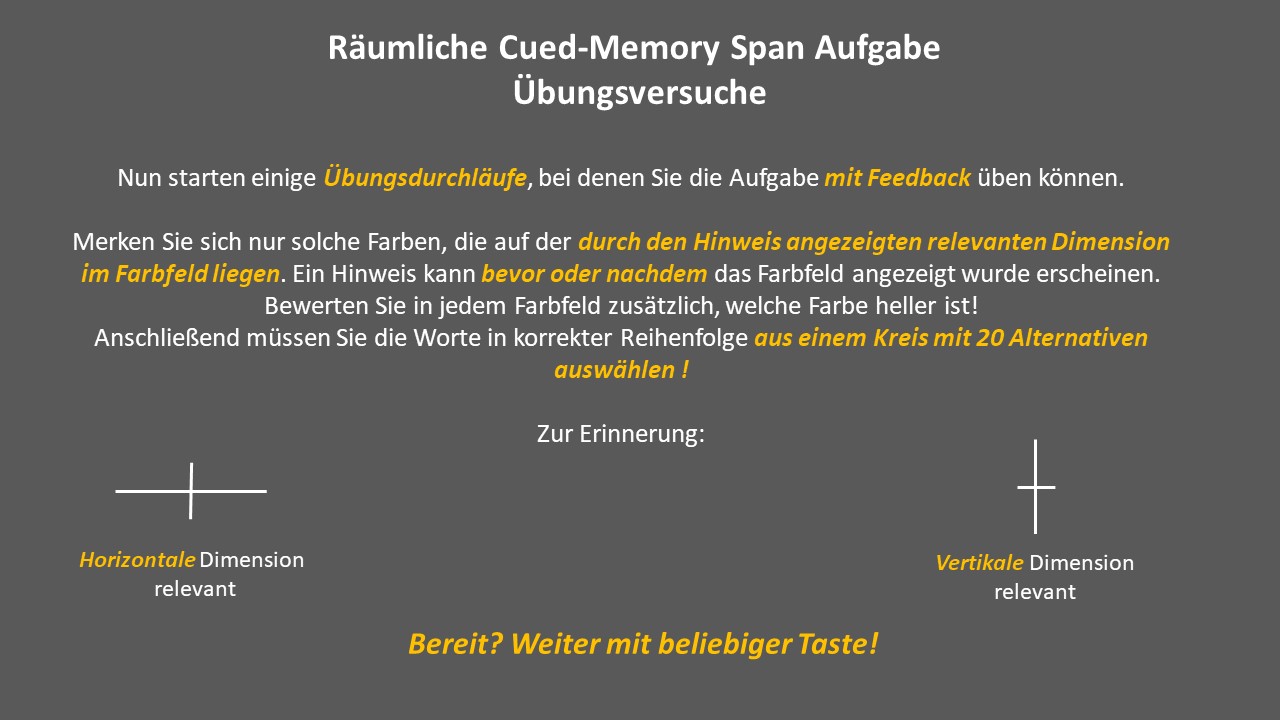 Räumliche Cued-Memory Span Aufgabe
Übungsversuche
Nun starten einige Übungsdurchläufe, bei denen Sie die Aufgabe mit Feedback üben können.
Merken Sie sich nur solche Farben, die auf der durch den Hinweis angezeigten relevanten Dimension
im Farbfeld liegen. Ein Hinweis kann bevor oder nachdem das Farbfeld angezeigt wurde erscheinen.
Bewerten Sie in jedem Farbfeld zusätzlich, welche Farbe heller ist!
Anschließend müssen Sie die Worte in korrekter Reihenfolge aus einem Kreis mit 20 Alternativen
auswählen !
Zur Erinnerung:
Horizontale Dimension
relevant
Vertikale Dimension
relevant
Bereit? Weiter mit beliebiger Taste!